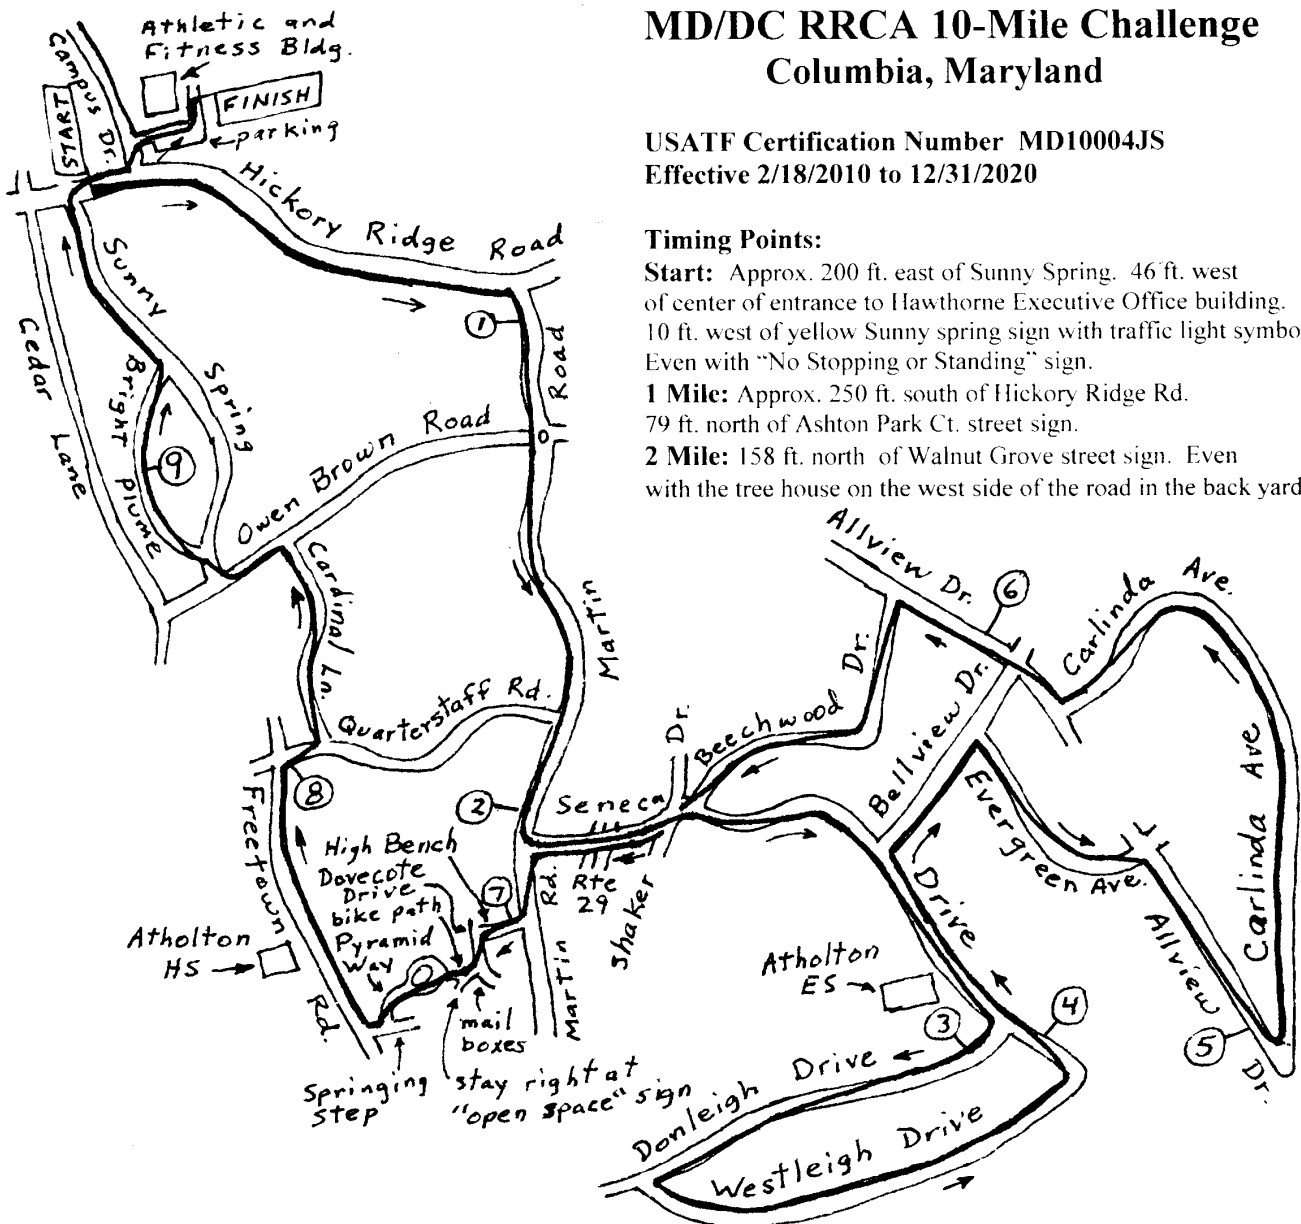 MD/DC RRCA 10-Mile Challenge
Columbia, Maryland
USATF Certification Number MD10004JS
Effective 2/18/2010 to 12/31/2020
Timing Points:
Start: Approx. 200 ft. east of Sunny Spring. 46 ft. west
of center of entrance to Hawthorne Executive Office building.
10 ft. west of yellow Sunny spring sign with traffic light symbo
Even with "No Stopping or Standing" sign.
1 Mile: Approx. 250 ft. south of Hickory Ridge Rd.
79 ft. north of Ashton Park Ct. street sign.
2 Mile: 158 ft. north of Walnut Grove street sign. Even
with the tree house on the west side of the road in the back yard
Athletic and
Fitness Bldg.
Campus Dr.
START
FINISH
parking
Hickory Ridge Road
Sunny Spring
Cedar Lane
Bright Plume
1
Road
Owen Brown Road
9
Cardinal Ln.
Martin
Quarterstaff Rd.
Allview Dr.
6
Carlinda Ave.
Beechwood Dr.
Dr.
Bellview Dr.
Carlinda Ave
Evergreen Ave.
8
2
Seneca
Freetown Rd.
High Bench
Dovecote
Drive
bike path
Pyramid
Way
7
Rd.
Rte
29
Shaker
Drive
Atholton
HS
Atholton
ES
Allview Dr.
Martin
mail
boxes
3
4
5
Springing
Step
stay right at
"open space" sign
Donleigh Drive
Westleigh Drive